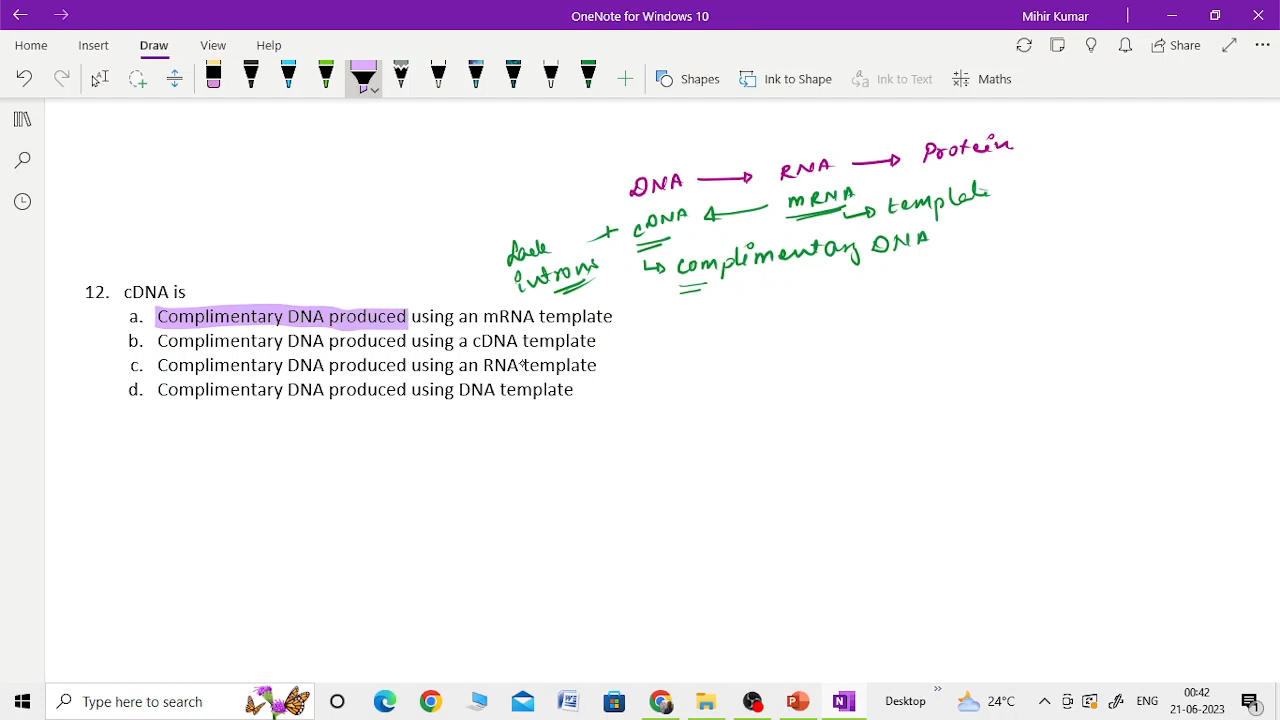 OneNote for Windows 10
Mihir Kumar
Home Insert Draw View Help
Share
Shapes Ink to Shape Ink to Text Maths
DNA → RNA → Protein
cDNA ← mRNA → template
Lack introns
complimentary DNA
12. cDNA is
a. Complimentary DNA produced using an mRNA template
b. Complimentary DNA produced using a cDNA template
c. Complimentary DNA produced using an RNA template
d. Complimentary DNA produced using DNA template
Type here to search
Desktop
24°C
ENG
00:42
21-06-2023